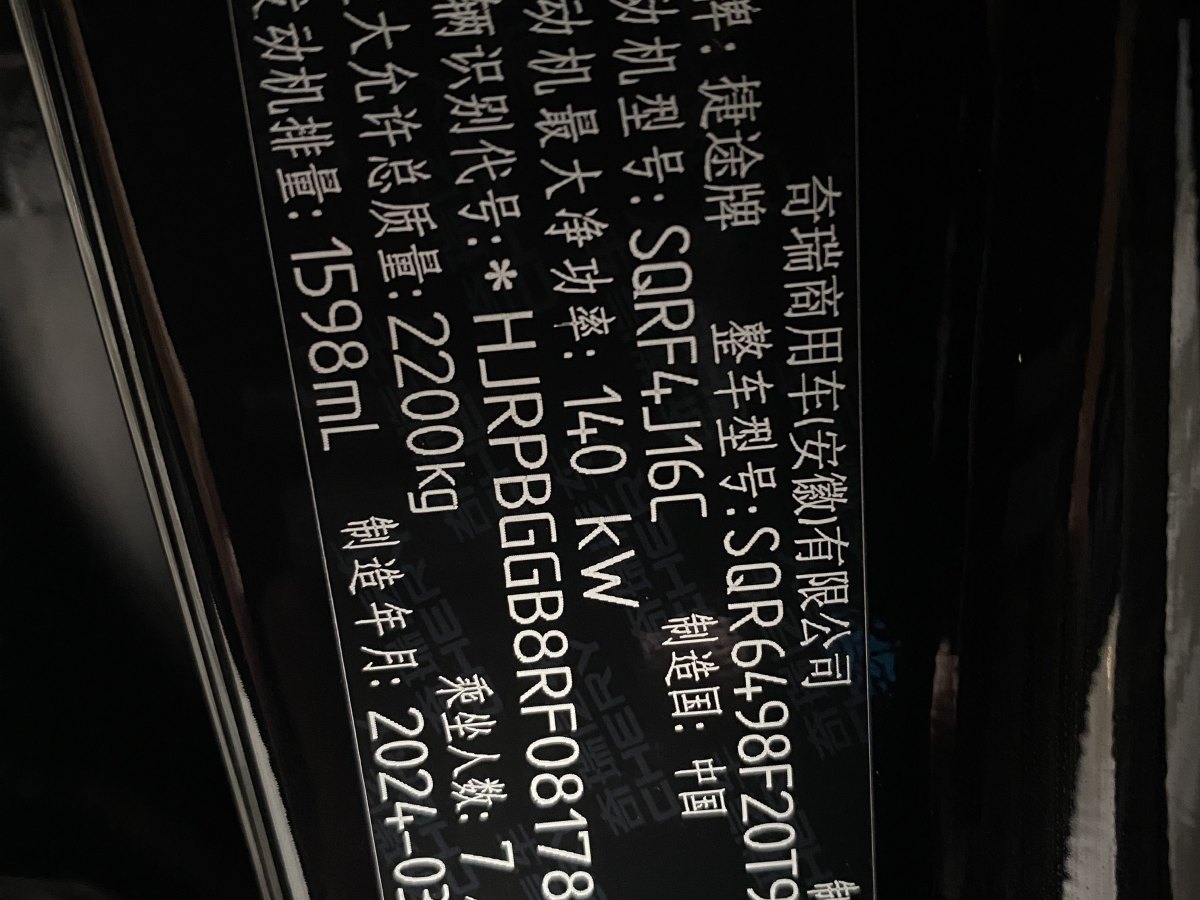 奇瑞商用车(安徽)有限公司 制
牌: 捷途牌 整车型号:SQR6498F20T9
动机型号: SQRF4J16C 制造国: 中国
动机最大净功率: 140 kW
辆识别代号:*HJRPBGGB8RF08178
大允许总质量:2200kg 乘坐人数: 7
发动机排量: 1598mL 制造年月: 2024-03